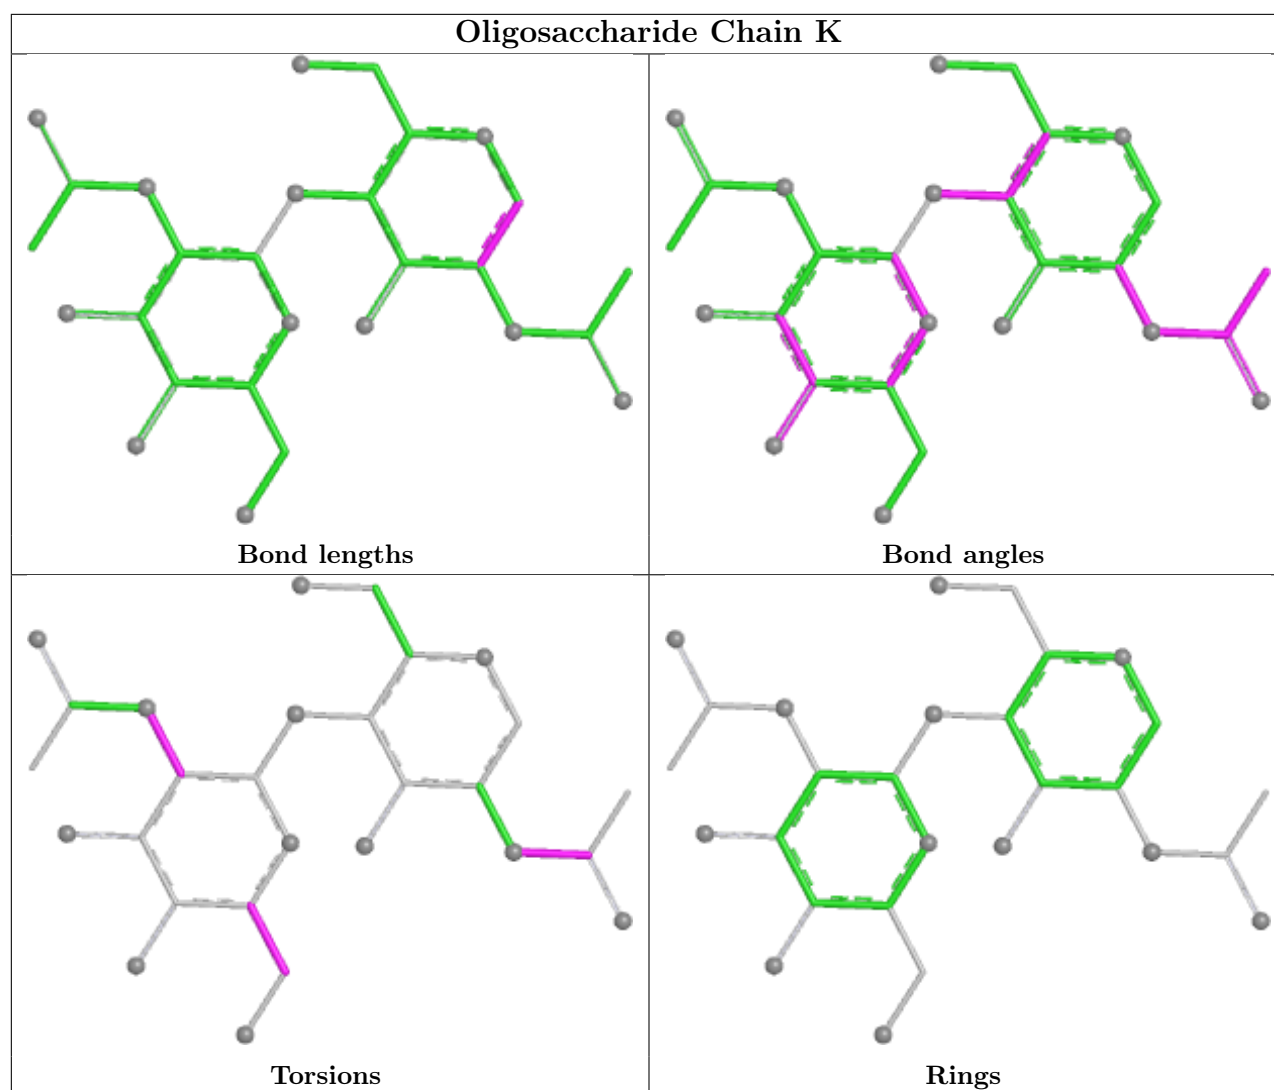 Oligosaccharide Chain K
Bond lengths
Bond angles
Torsions
Rings